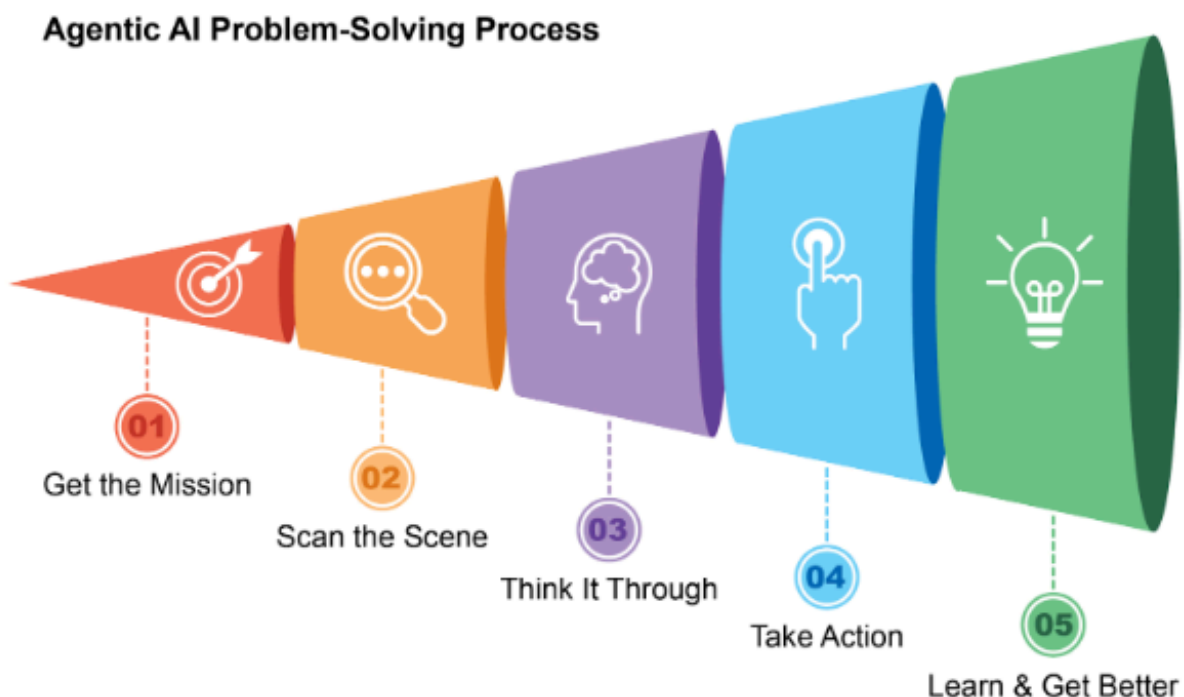 Agentic AI Problem-Solving Process
01
Get the Mission
02
Scan the Scene
03
Think It Through
04
Take Action
05
Learn & Get Better